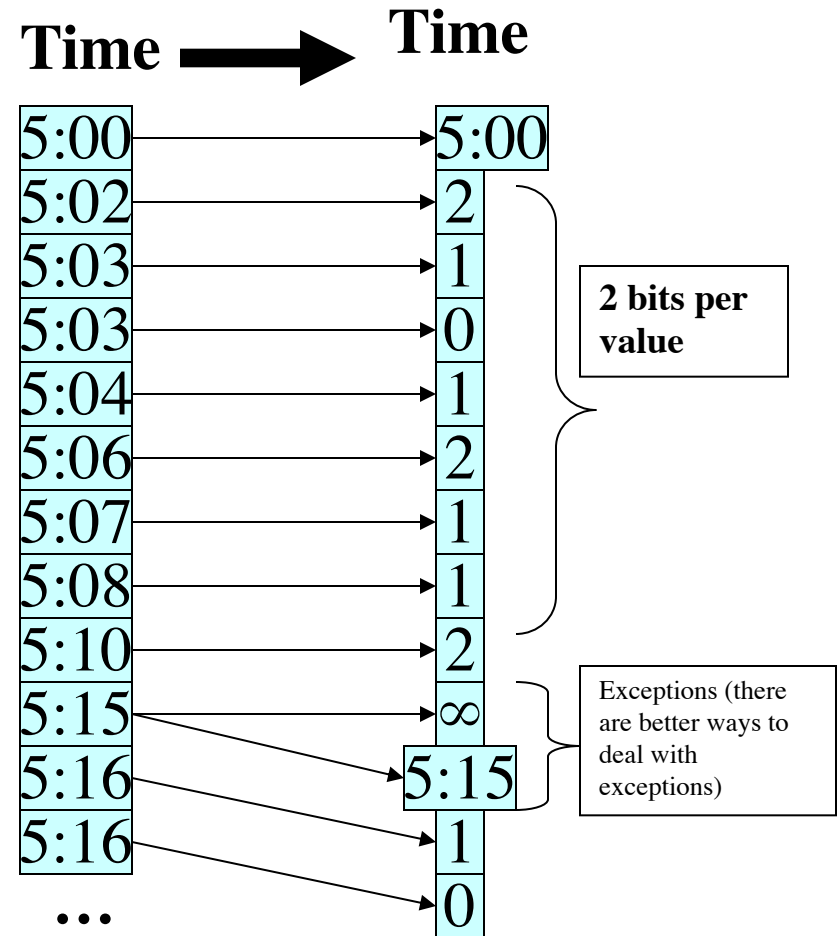 Time Time
5:00 5:00
5:02 2
5:03 1
5:03 0
5:04 1
5:06 2
5:07 1
5:08 1
5:10 2
5:15 ∞
5:15
5:16 1
5:16 0
...
2 bits per
value
Exceptions (there
are better ways to
deal with
exceptions)